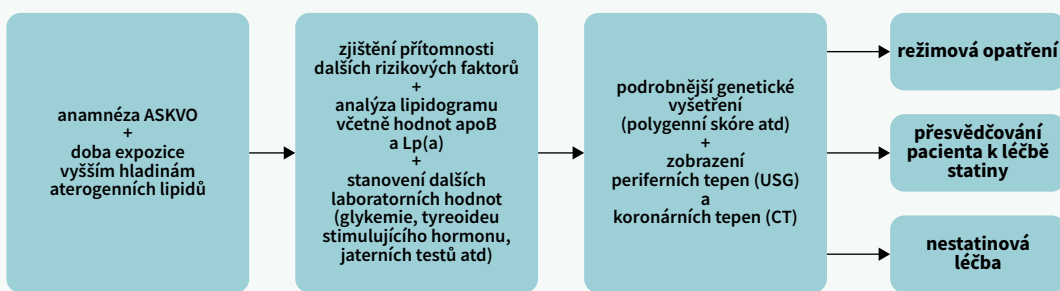 anamnéza ASKVO
+
doba expozice
vyšším hladinám
aterogenních lipidů
zjištění přítomnosti
dalších rizikových faktorů
+
analýza lipidogramu
včetně hodnot apoB
a Lp(a)
+
stanovení dalších
laboratorních hodnot
(glykemie, tyreoideu
stimulujícího hormonu,
jaterních testů atd)
podrobnější genetické
vyšetření
(polygenní skóre atd)
+
zobrazení
periferních tepen (USG)
a
koronárních tepen (CT)
režimová opatření
přesvědčování
pacienta k léčbě
statiny
nestatinová
léčba